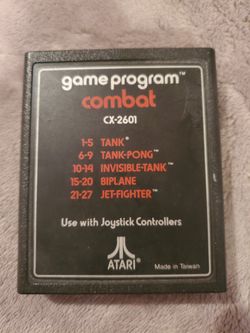 game program™
combat
CX-2601
1-5 TANK®
6-9 TANK-PONG™
10-14 INVISIBLE-TANK™
15-20 BIPLANE
21-27 JET-FIGHTER™
Use with Joystick Controllers
ATARI®
Made in Taiwan